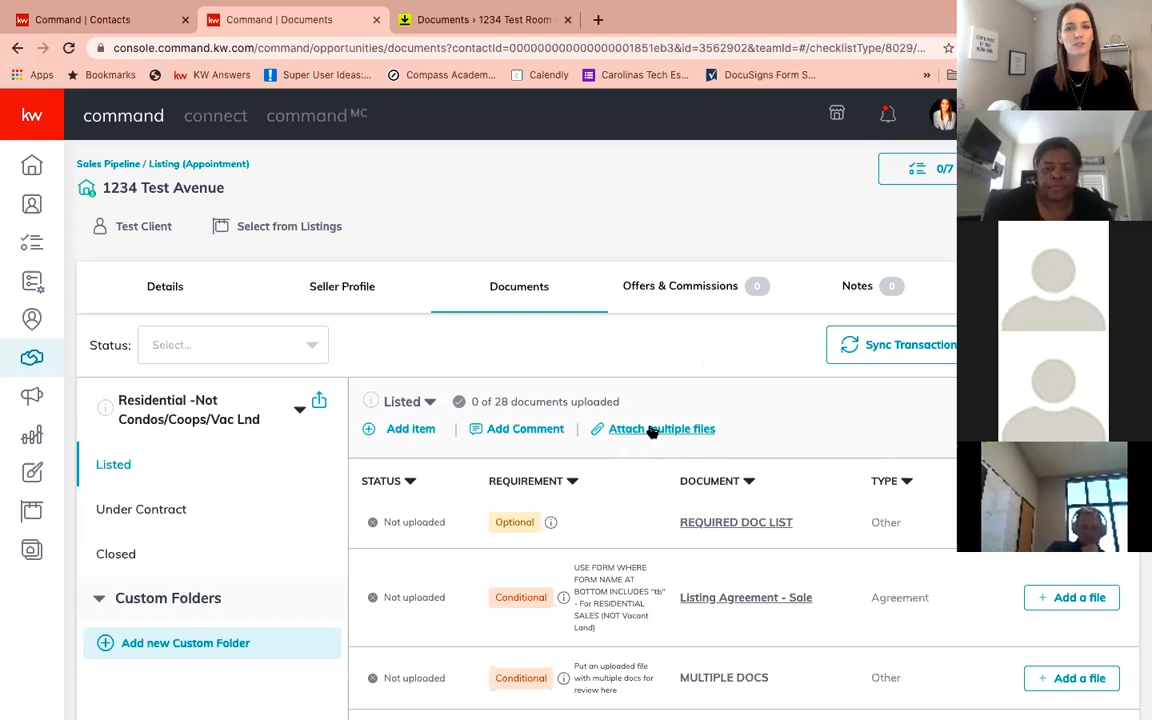 kw Command | Contacts
kw Command | Documents
Documents › 1234 Test Room
console.command.kw.com/command/opportunities/documents?contactId=000000000000000001851eb3&id=3562902&teamId=#/checklistType/8029/...
Apps
Bookmarks
kw KW Answers
Super User Ideas:...
Compass Academ...
Calendly
Carolinas Tech Es...
DocuSigns Form S...
»
kw
command
connect
command MC
Sales Pipeline / Listing (Appointment)
0/7
1234 Test Avenue
Test Client
Select from Listings
Details
Seller Profile
Documents
Offers & Commissions 0
Notes 0
Status:
Select...
Sync Transaction
Residential -Not
Condos/Coops/Vac Lnd
Listed
Under Contract
Closed
Custom Folders
Add new Custom Folder
Listed
0 of 28 documents uploaded
Add item
Add Comment
Attach multiple files
STATUS
REQUIREMENT
DOCUMENT
TYPE
Not uploaded
Optional
REQUIRED DOC LIST
Other
Not uploaded
Conditional
USE FORM WHERE
FORM NAME AT
BOTTOM INCLUDES "tb"
- For RESIDENTIAL
SALES (NOT Vacant
Land)
Listing Agreement - Sale
Agreement
+ Add a file
Not uploaded
Conditional
Put an uploaded file
with multiple docs for
review here
MULTIPLE DOCS
Other
+ Add a file